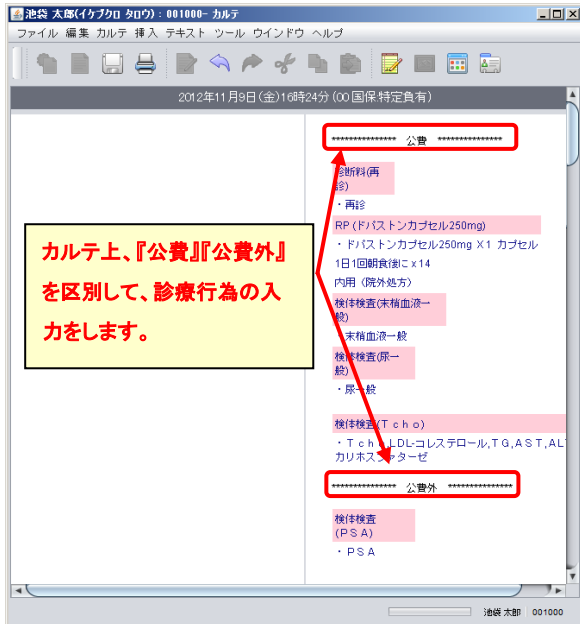 池袋 太郎(イケブクロ タロウ) : 001000- カルテ
ファイル 編集 カルテ 挿入 テキスト ツール ウインドウ ヘルプ
2012年11月9日(金)16時24分 (00 国保:特定負有)
*************** 公費 ***************
診断料(再
診)
・再診
RP (ドパストンカプセル250mg)
・ドパストンカプセル250mg X1 カプセル
1日1回朝食後に x 14
内用 (院外処方)
検体検査(末梢血液一
般)
・末梢血液一般
検体検査(尿一
般)
・尿一般
検体検査(Tcho)
・Tcho,LDL-コレステロール,TG,AST,AL
カリホスファターゼ
*************** 公費外 ***************
検体検査
(PSA)
・PSA
カルテ上、『公費』『公費外』
を区別して、診療行為の入
力をします。
池袋 太郎 001000